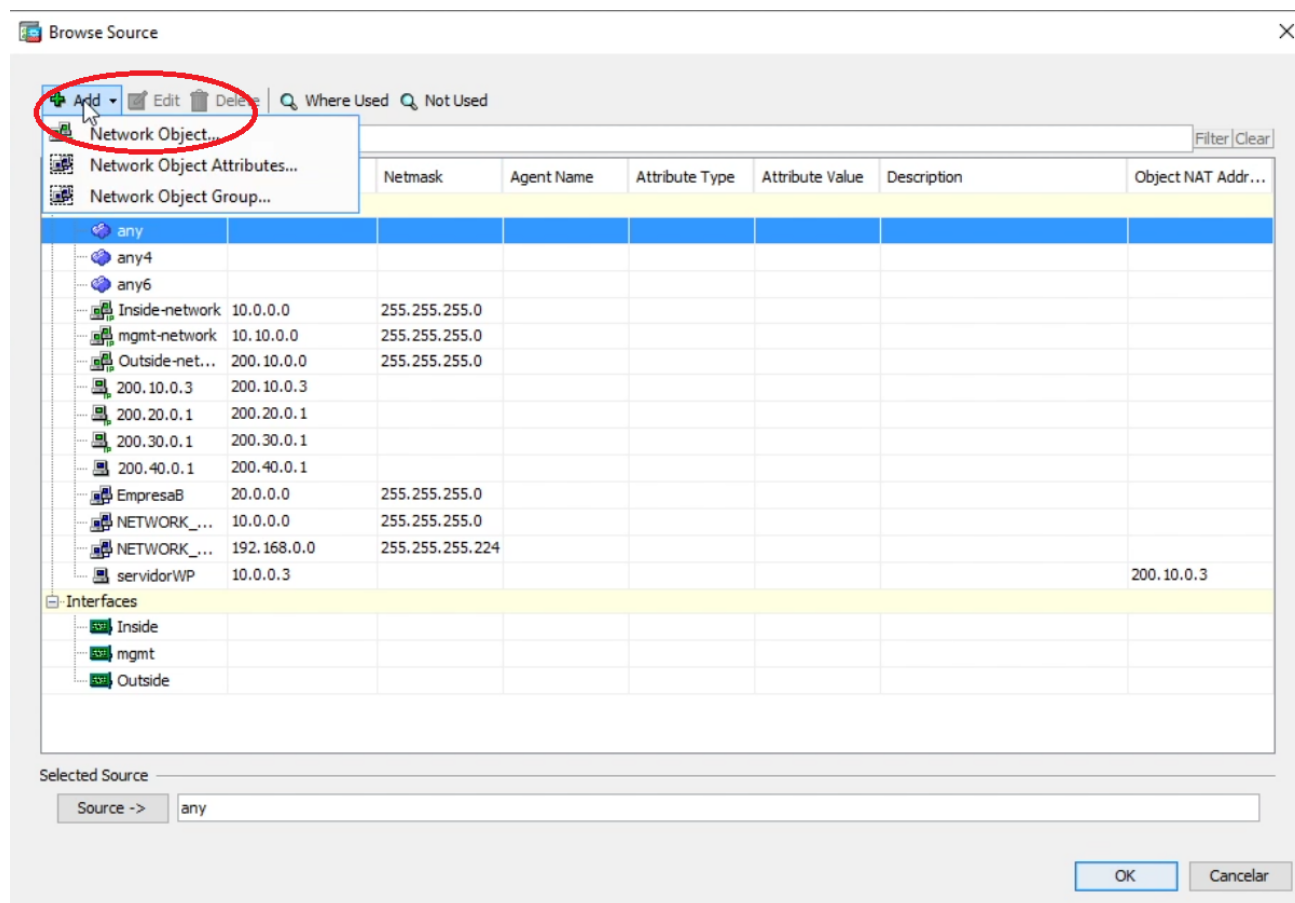 Browse Source
Add Edit Delete Where Used Not Used
Network Object...
Filter Clear
Network Object Attributes...
Netmask Agent Name Attribute Type Attribute Value Description Object NAT Addr...
Network Object Group...
any
any4
any6
Inside-network 10.0.0.0 255.255.255.0
mgmt-network 10.10.0.0 255.255.255.0
Outside-net... 200.10.0.0 255.255.255.0
200.10.0.3 200.10.0.3
200.20.0.1 200.20.0.1
200.30.0.1 200.30.0.1
200.40.0.1 200.40.0.1
EmpresaB 20.0.0.0 255.255.255.0
NETWORK_... 10.0.0.0 255.255.255.0
NETWORK_... 192.168.0.0 255.255.255.224
servidorWP 10.0.0.3 200.10.0.3
Interfaces
Inside
mgmt
Outside
Selected Source
Source -> any
OK Cancelar